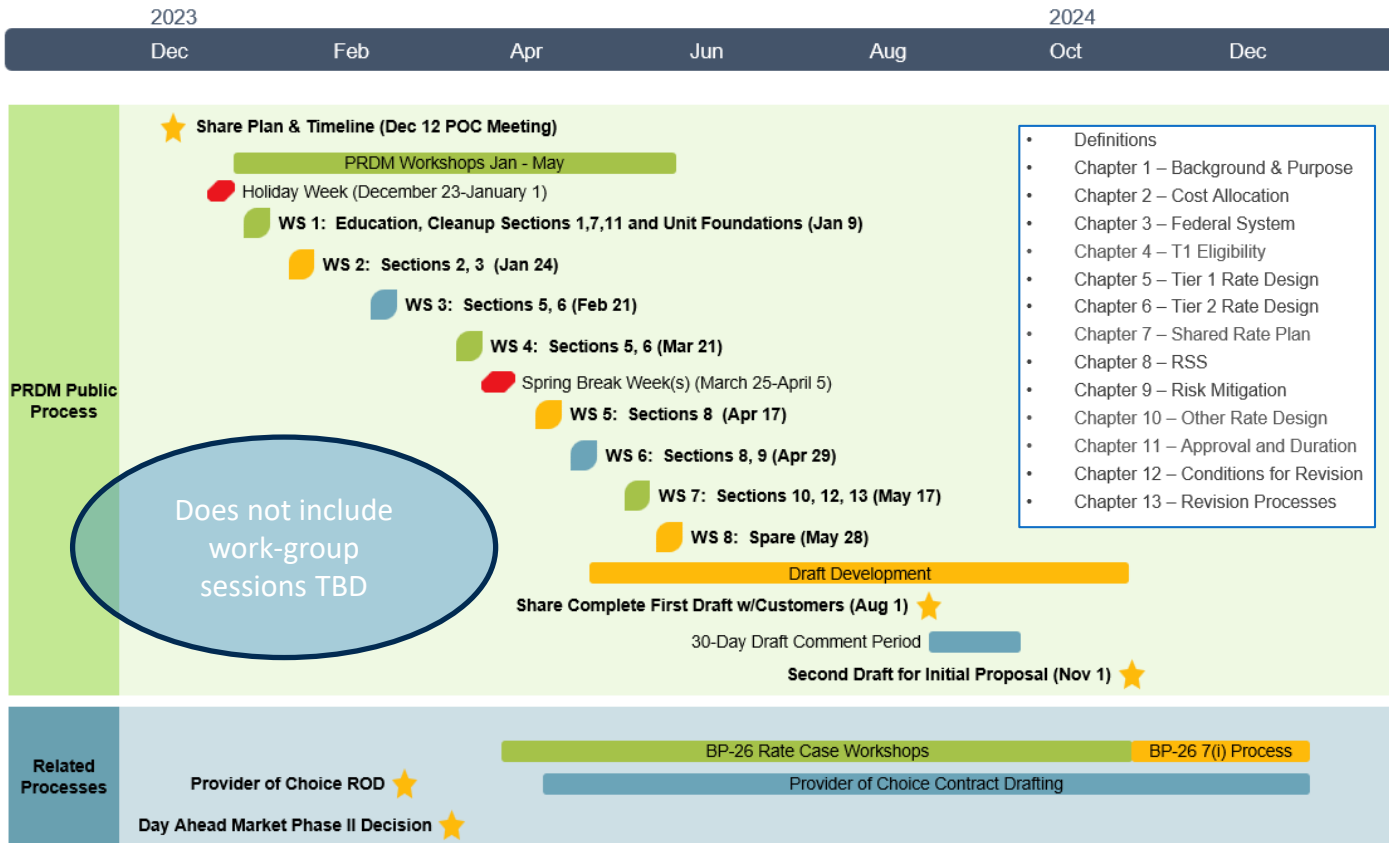 2023
2024
Dec
Feb
Apr
Jun
Aug
Oct
Dec
PRDM Public
Process
Share Plan & Timeline (Dec 12 POC Meeting)
PRDM Workshops Jan - May
Holiday Week (December 23-January 1)
WS 1: Education, Cleanup Sections 1,7,11 and Unit Foundations (Jan 9)
WS 2: Sections 2, 3 (Jan 24)
WS 3: Sections 5, 6 (Feb 21)
WS 4: Sections 5, 6 (Mar 21)
Spring Break Week(s) (March 25-April 5)
WS 5: Sections 8 (Apr 17)
WS 6: Sections 8, 9 (Apr 29)
WS 7: Sections 10, 12, 13 (May 17)
WS 8: Spare (May 28)
Draft Development
Share Complete First Draft w/Customers (Aug 1)
30-Day Draft Comment Period
Second Draft for Initial Proposal (Nov 1)
Does not include
work-group
sessions TBD
• Definitions
• Chapter 1 – Background & Purpose
• Chapter 2 – Cost Allocation
• Chapter 3 – Federal System
• Chapter 4 – T1 Eligibility
• Chapter 5 – Tier 1 Rate Design
• Chapter 6 – Tier 2 Rate Design
• Chapter 7 – Shared Rate Plan
• Chapter 8 – RSS
• Chapter 9 – Risk Mitigation
• Chapter 10 – Other Rate Design
• Chapter 11 – Approval and Duration
• Chapter 12 – Conditions for Revision
• Chapter 13 – Revision Processes
Related
Processes
BP-26 Rate Case Workshops
BP-26 7(i) Process
Provider of Choice ROD
Provider of Choice Contract Drafting
Day Ahead Market Phase II Decision